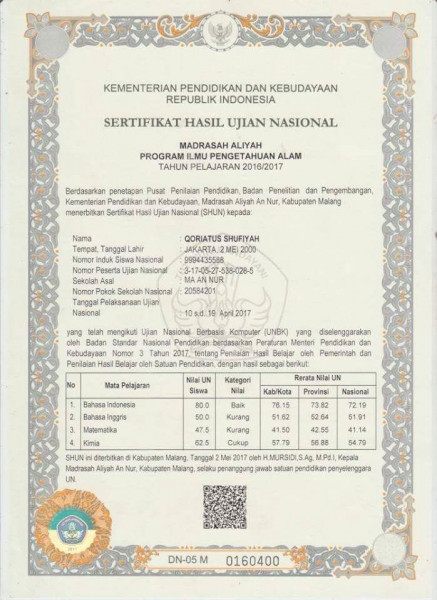 KEMENTERIAN PENDIDIKAN DAN KEBUDAYAAN
REPUBLIK INDONESIA
SERTIFIKAT HASIL UJIAN NASIONAL
MADRASAH ALIYAH
PROGRAM ILMU PENGETAHUAN ALAM
TAHUN PELAJARAN 2016/2017
Berdasarkan penetapan Pusat Penilaian Pendidikan, Badan Penelitian dan Pengembangan,
Kementerian Pendidikan dan Kebudayaan, Madrasah Aliyah An Nur, Kabupaten Malang
menerbitkan Sertifikat Hasil Ujian Nasional (SHUN) kepada:
Nama : QORIATUS SHUFIYAH
Tempat, Tanggal Lahir : JAKARTA, 2 MEI 2000
Nomor Induk Siswa Nasional : 9994435588
Nomor Peserta Ujian Nasional : 3-17-05-27-538-028-5
Sekolah Asal : MA AN NUR
Nomor Pokok Sekolah Nasional : 20584201
Tanggal Pelaksanaan Ujian
Nasional : 10 s.d. 18 April 2017
yang telah mengikuti Ujian Nasional Berbasis Komputer (UNBK) yang diselenggarakan
oleh Badan Standar Nasional Pendidikan berdasarkan Peraturan Menteri Pendidikan dan
Kebudayaan Nomor 3 Tahun 2017, tentang Penilaian Hasil Belajar oleh Pemerintah dan
Penilaian Hasil Belajar oleh Satuan Pendidikan, dengan hasil sebagai berikut:
No Mata Pelajaran Nilai UN Siswa Kategori Nilai Rerata Nilai UN
Kab/Kota Provinsi Nasional
1. Bahasa Indonesia 80.0 Baik 76.15 73.82 72.19
2. Bahasa Inggris 50.0 Kurang 51.62 52.64 51.91
3. Matematika 47.5 Kurang 41.50 42.55 41.14
4. Kimia 62.5 Cukup 57.79 56.88 54.79
SHUN ini diterbitkan di Kabupaten Malang, Tanggal 2 Mei 2017 oleh H.MURSIDI,S.Ag, M.Pd.I, Kepala
Madrasah Aliyah An Nur, Kabupaten Malang, selaku penanggung jawab satuan pendidikan penyelenggara
UN.
DN-05 M 0160400